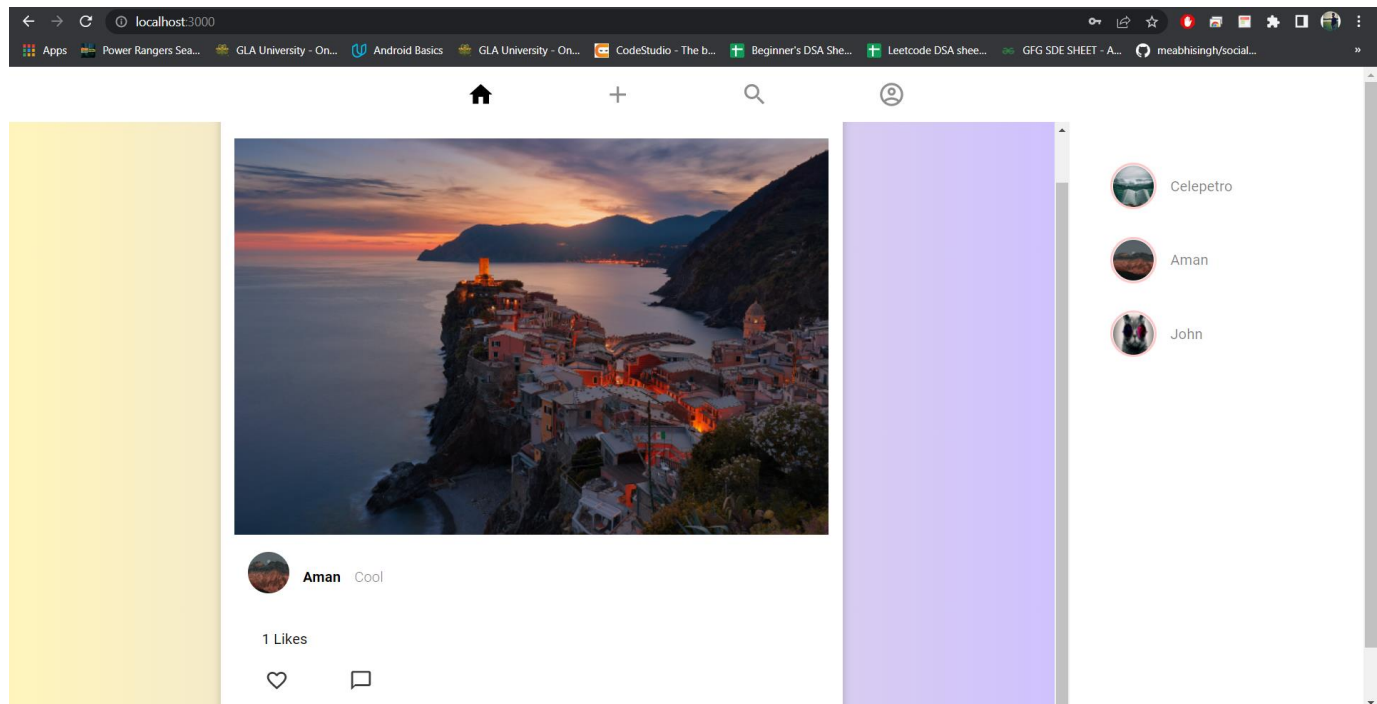 localhost:3000
Apps Power Rangers Sea... GLA University - On... Android Basics GLA University - On... CodeStudio - The b... Beginner's DSA She... Leetcode DSA shee... GFG SDE SHEET - A... meabhisingh/social... »
Celepetro
Aman
John
Aman Cool
1 Likes